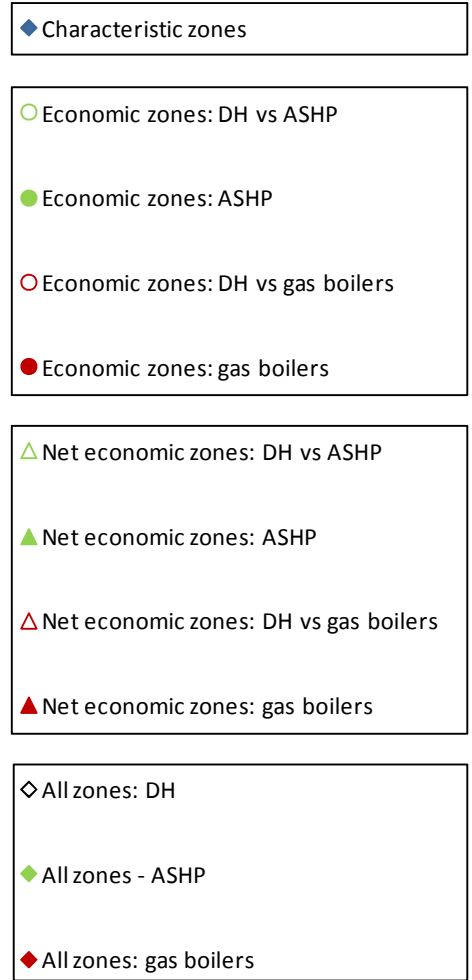 Characteristic zones
Economic zones: DH vs ASHP
Economic zones: ASHP
Economic zones: DH vs gas boilers
Economic zones: gas boilers
Net economic zones: DH vs ASHP
Net economic zones: ASHP
Net economic zones: DH vs gas boilers
Net economic zones: gas boilers
All zones: DH
All zones - ASHP
All zones: gas boilers